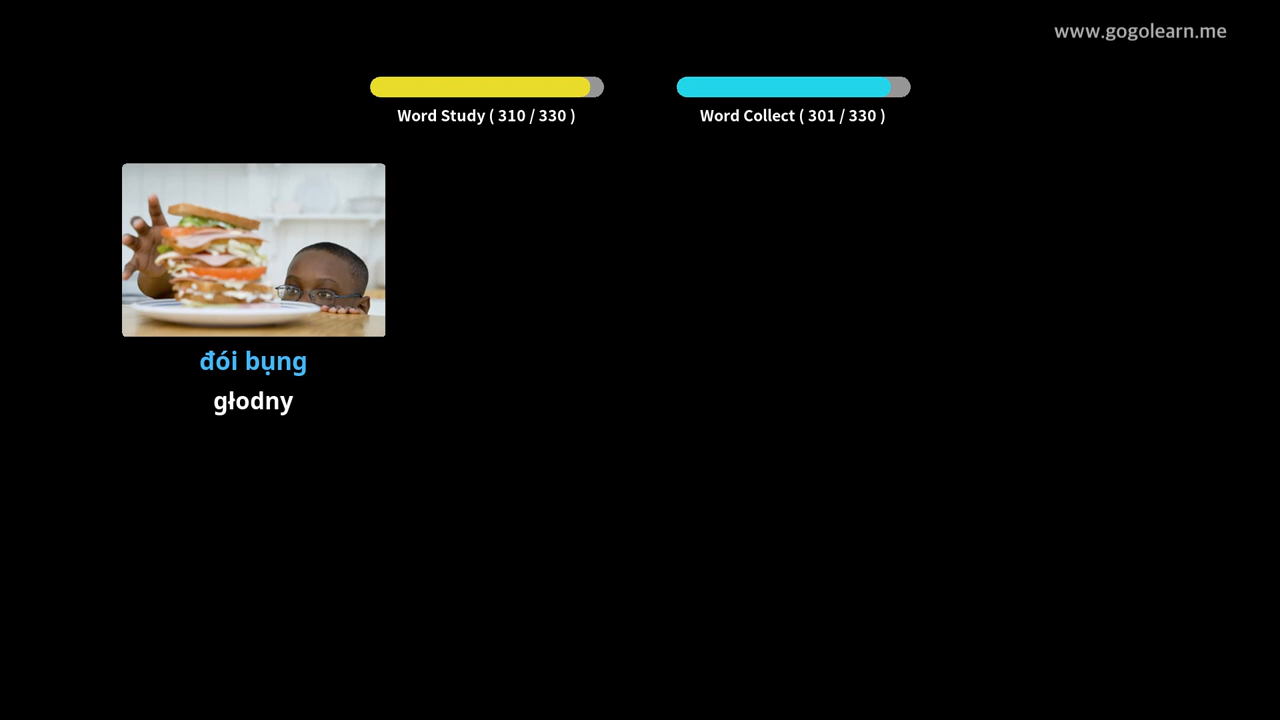 www.gogolearn.me
Word Study ( 310 / 330 )
Word Collect ( 301 / 330 )
đói bụng
głodny